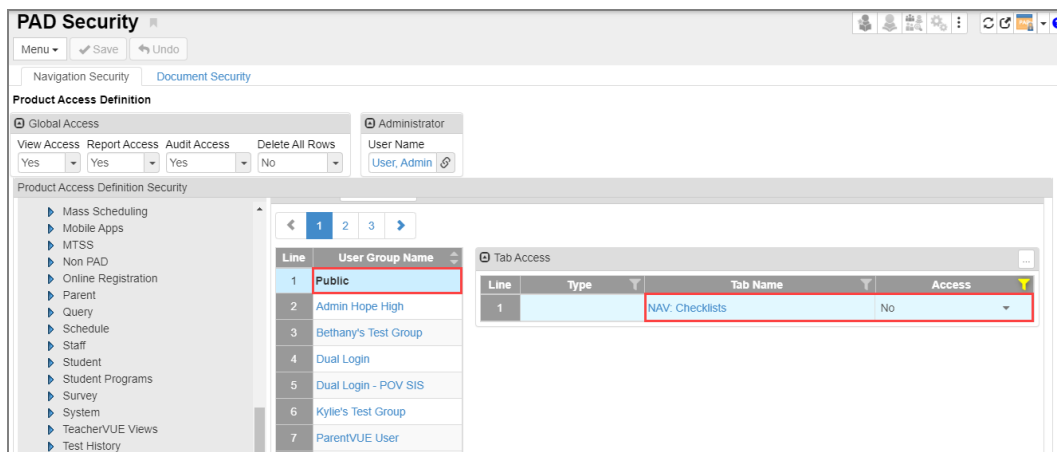 PAD Security
Menu Save Undo
Navigation Security Document Security
Product Access Definition
Global Access Administrator
View Access Report Access Audit Access Delete All Rows User Name
Yes Yes Yes No User, Admin
Product Access Definition Security
Mass Scheduling
Mobile Apps
MTSS
Non PAD
Online Registration
Parent
Query
Schedule
Staff
Student
Student Programs
Survey
System
TeacherVUE Views
Test History
1 2 3
Line User Group Name
1 Public
2 Admin Hope High
3 Bethany's Test Group
4 Dual Login
5 Dual Login - POV SIS
6 Kylie's Test Group
7 ParentVUE User
Tab Access ...
Line Type Tab Name Access
1 NAV: Checklists No